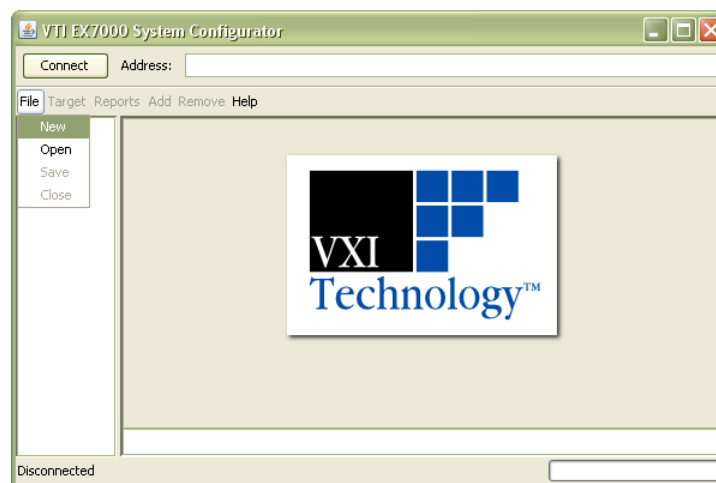 VTI EX7000 System Configurator
Connect Address:
File Target Reports Add Remove Help
New
Open
Save
Close
VXI
Technology™
Disconnected